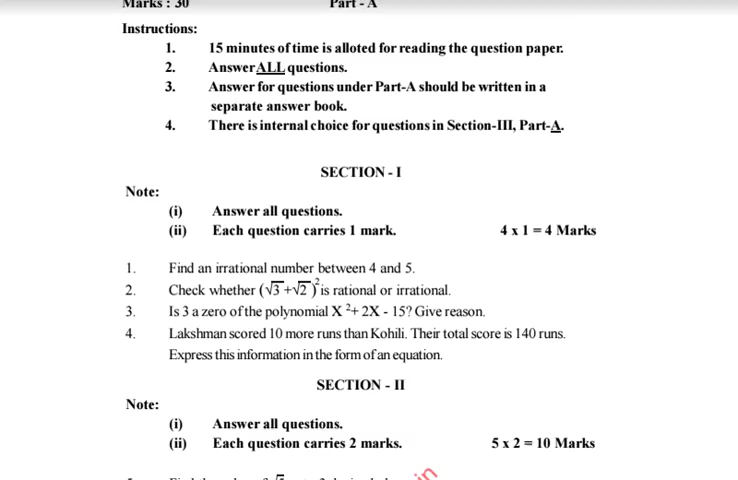 Marks : 30 Part - A
Instructions:
1. 15 minutes of time is alloted for reading the question paper.
2. Answer ALL questions.
3. Answer for questions under Part-A should be written in a
separate answer book.
4. There is internal choice for questions in Section-III, Part-A.
SECTION - I
Note:
(i) Answer all questions.
(ii) Each question carries 1 mark. 4 x 1 = 4 Marks
1. Find an irrational number between 4 and 5.
2. Check whether (√3 +√2 )² is rational or irrational.
3. Is 3 a zero of the polynomial X ²+ 2X - 15? Give reason.
4. Lakshman scored 10 more runs than Kohili. Their total score is 140 runs.
Express this information in the form of an equation.
SECTION - II
Note:
(i) Answer all questions.
(ii) Each question carries 2 marks. 5 x 2 = 10 Marks
in